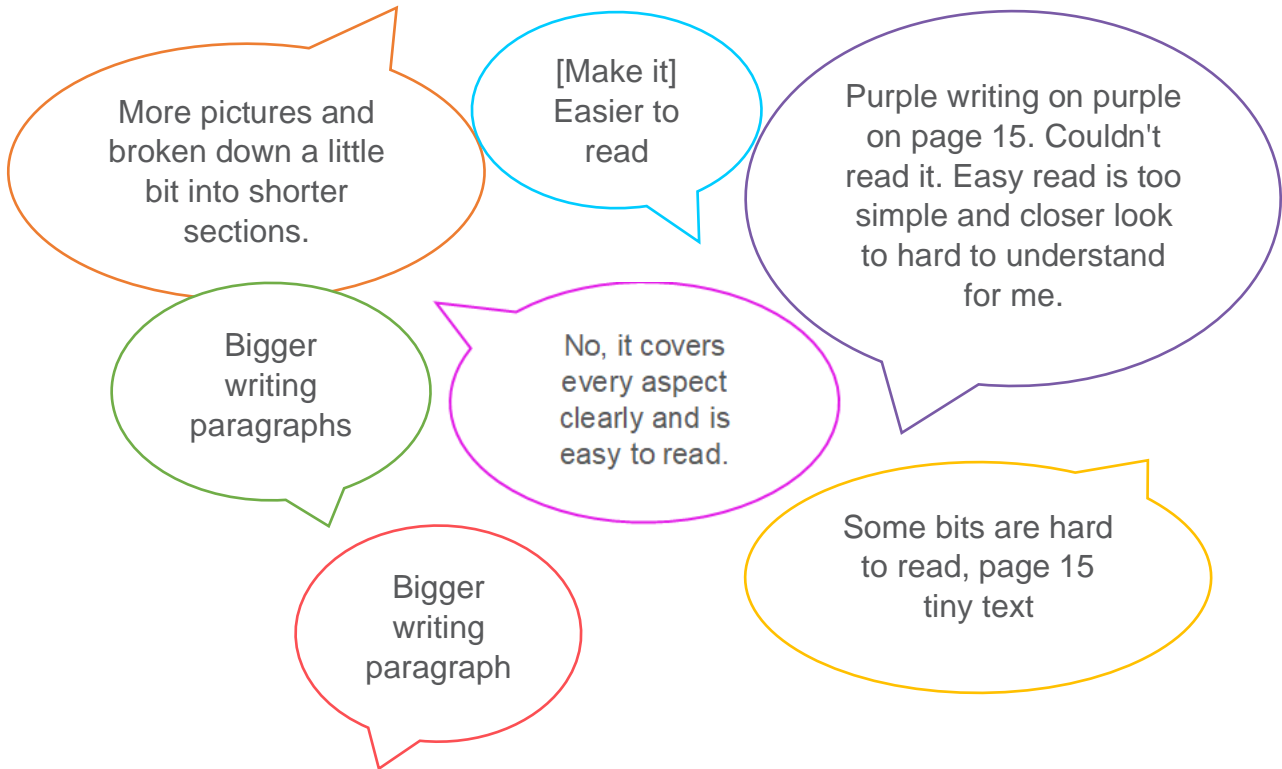 More pictures and
broken down a little
bit into shorter
sections.
[Make it]
Easier to
read
Purple writing on purple
on page 15. Couldn't
read it. Easy read is too
simple and closer look
to hard to understand
for me.
Bigger
writing
paragraphs
No, it covers
every aspect
clearly and is
easy to read.
Some bits are hard
to read, page 15
tiny text
Bigger
writing
paragraph